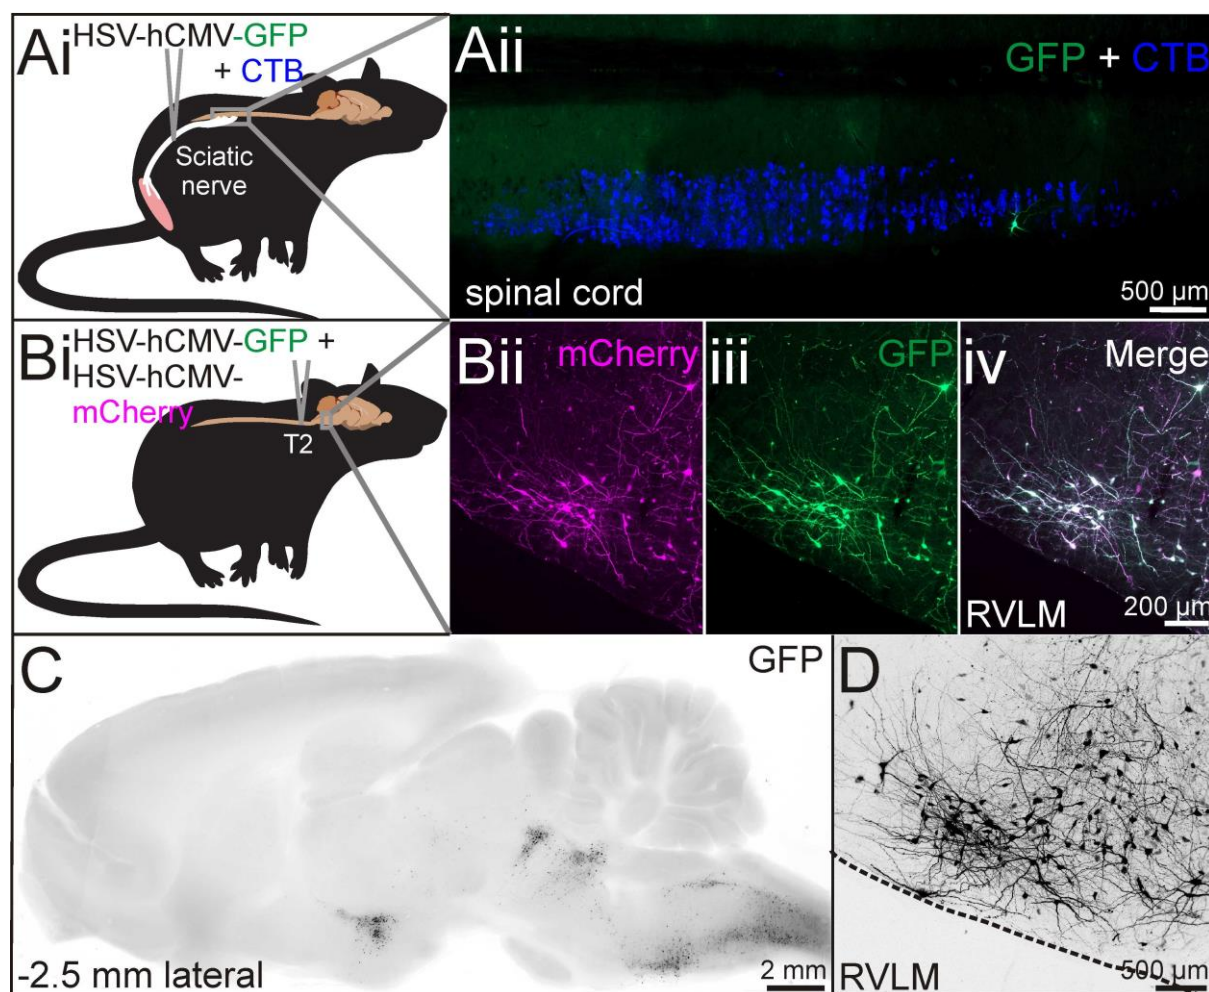 Ai
HSV-hCMV-GFP
+ CTB
Sciatic
nerve
Aii
GFP + CTB
spinal cord
500 µm
Bi
HSV-hCMV-GFP +
HSV-hCMV-
mCherry
T2
Bii
mCherry
iii
GFP
iv
Merge
RVLM
200 µm
C
GFP
-2.5 mm lateral
2 mm
D
RVLM
500 µm